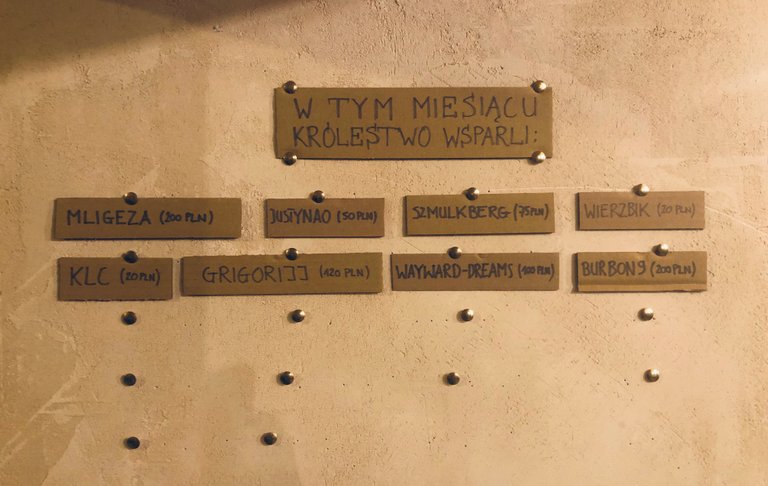 W TYM MIESIĄCU
KRÓLESTWO WSPARLI:
MLIGEZA (200 PLN)
JUSTYNAO (50 PLN)
SZMULKBERG (75 PLN)
WIERZBIK (20 PLN)
KLC (20 PLN)
GRIGORIJJ (120 PLN)
WAYWARD-DREAMS (100 PLN)
BURBON9 (200 PLN)